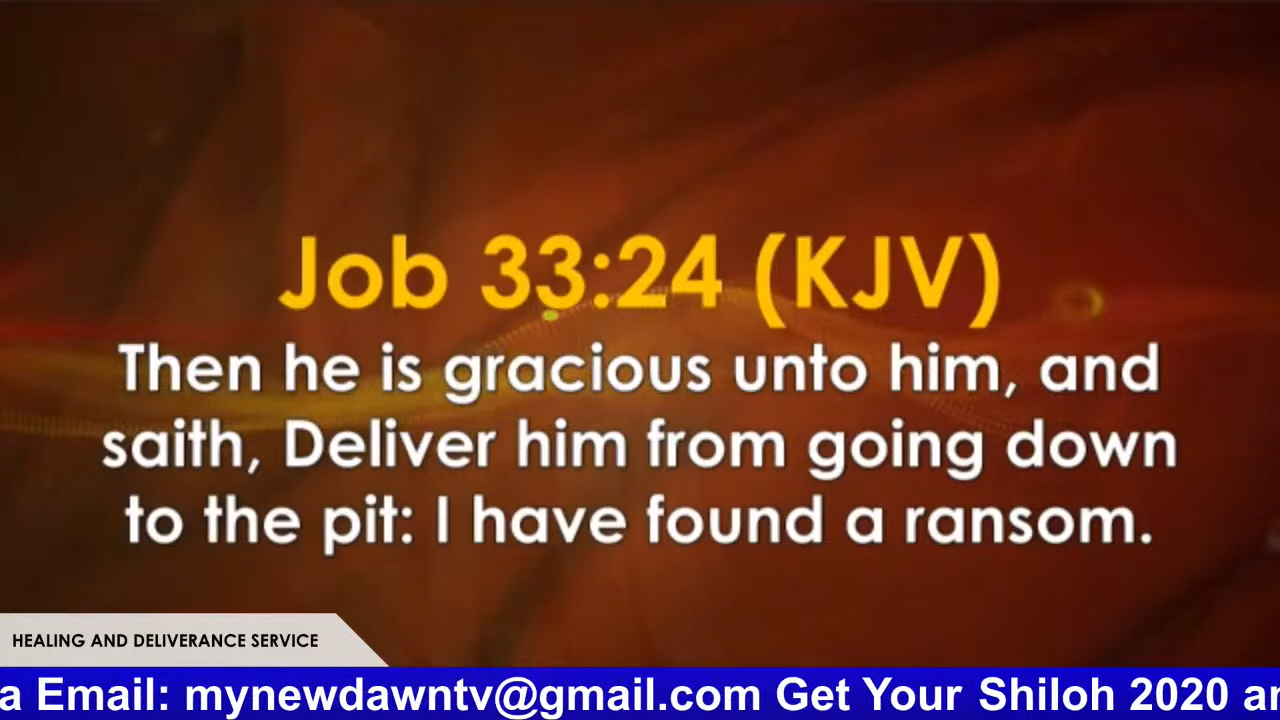 Job 33:24 (KJV)
Then he is gracious unto him, and
saith, Deliver him from going down
to the pit: I have found a ransom.
HEALING AND DELIVERANCE SERVICE
a Email: mynewdawntv@gmail.com Get Your Shiloh 2020 an